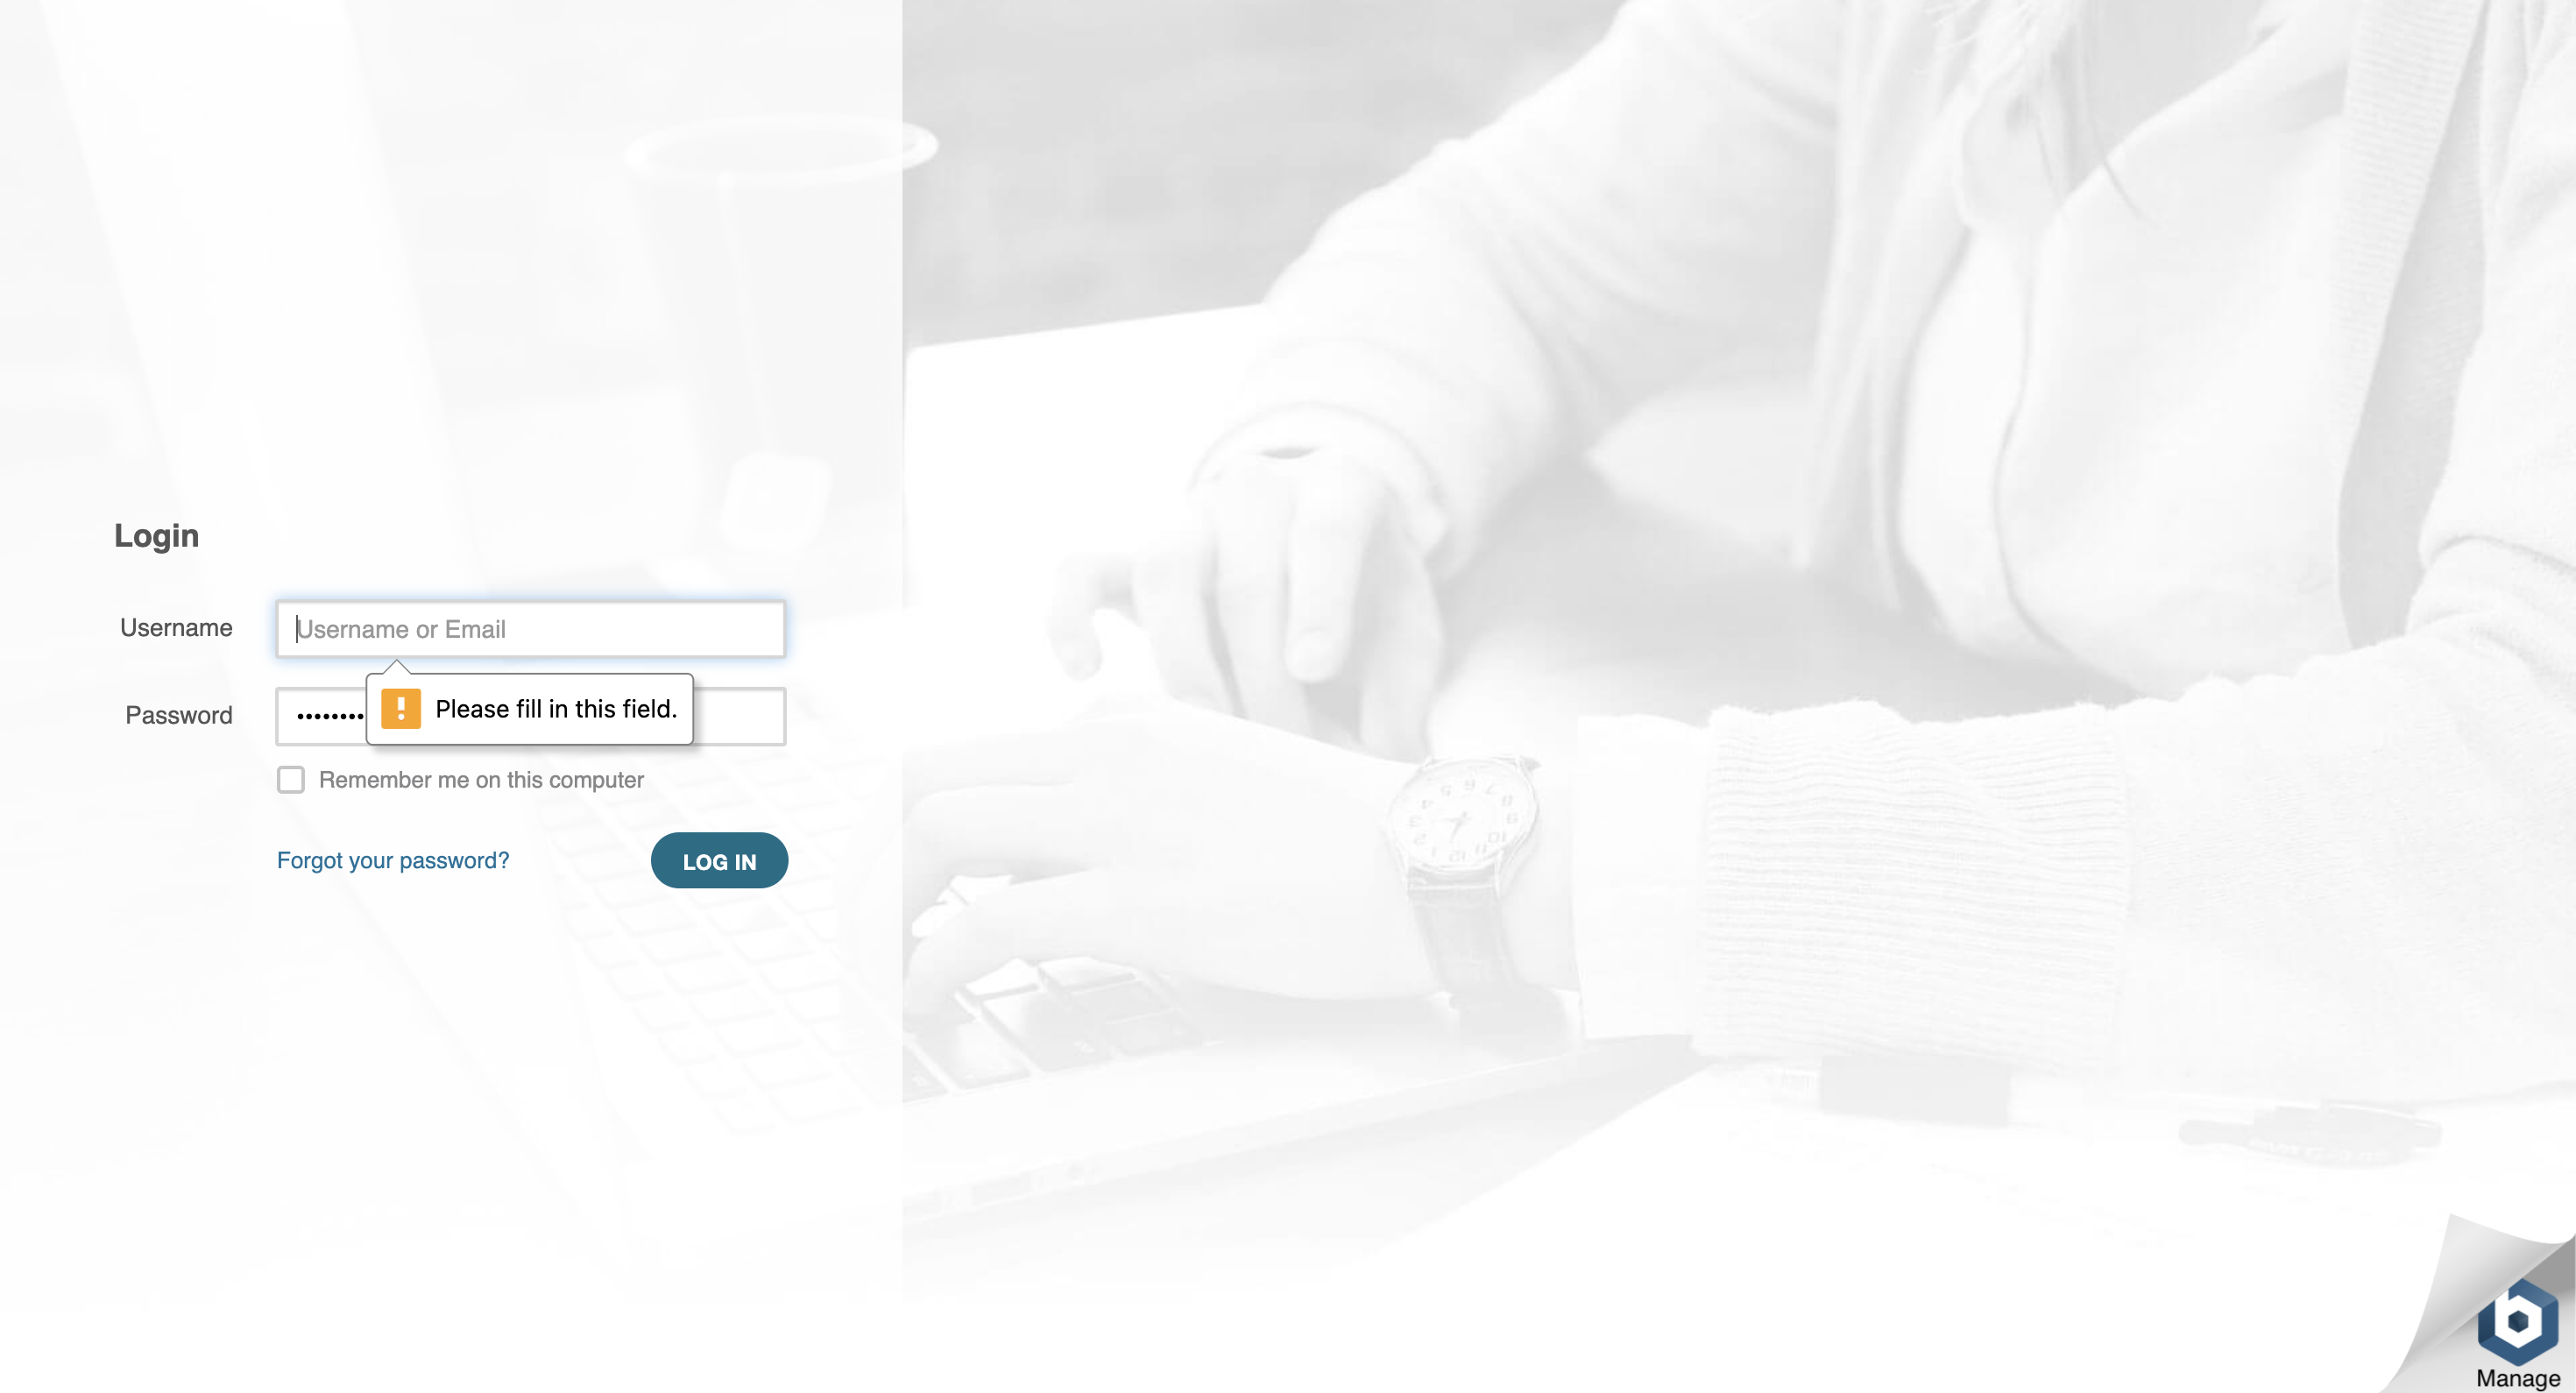 Login
Username
Username or Email
Please fill in this field.
Password
Remember me on this computer
Forgot your password?
LOG IN
Manage